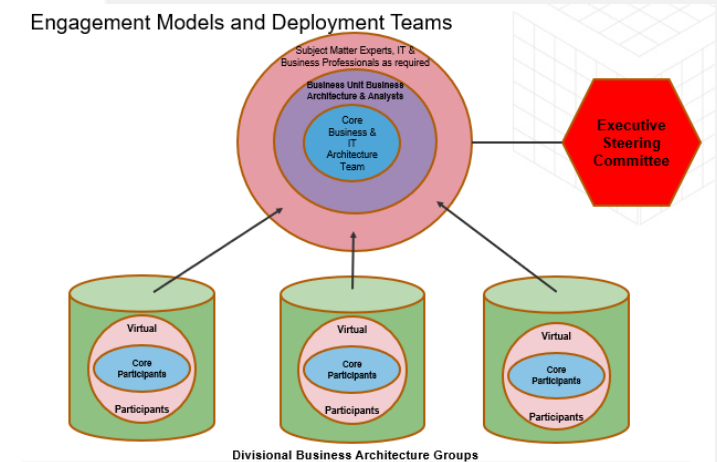 Engagement Models and Deployment Teams
Subject Matter Experts, IT &
Business Professionals as required
Business Unit Business
Architecture & Analysts
Core
Business &
IT
Architecture
Team
Executive
Steering
Committee
Virtual
Core
Participants
Participants
Virtual
Core
Participants
Participants
Virtual
Core
Participants
Participants
Divisional Business Architecture Groups